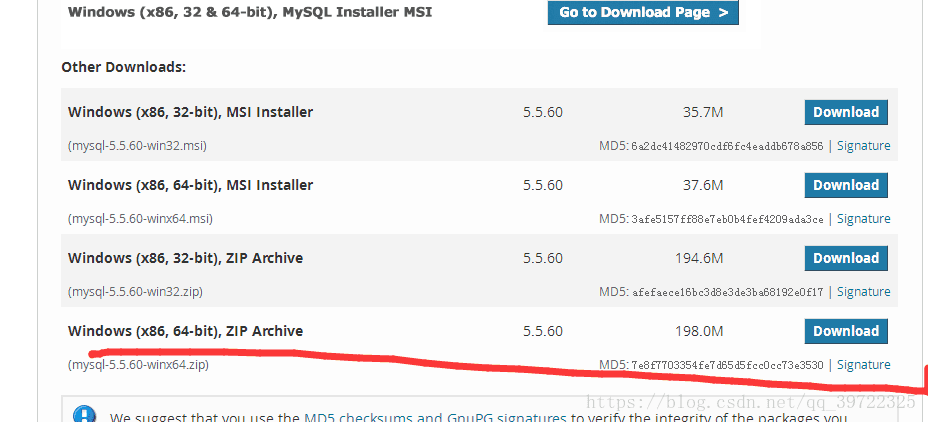 Windows (x86, 32 & 64-bit), MySQL Installer MSI
Go to Download Page >
Other Downloads:
Windows (x86, 32-bit), MSI Installer 5.5.60 35.7M Download
(mysql-5.5.60-win32.msi) MD5: 6a2dc41482970cdf6fc4eaddb678a856 | Signature
Windows (x86, 64-bit), MSI Installer 5.5.60 37.6M Download
(mysql-5.5.60-winx64.msi) MD5: 3afe5157ff88e7eb0b4fef4209ada3ce | Signature
Windows (x86, 32-bit), ZIP Archive 5.5.60 194.6M Download
(mysql-5.5.60-win32.zip) MD5: afefaece16bc3d8e3de3ba68192e0f17 | Signature
Windows (x86, 64-bit), ZIP Archive 5.5.60 198.0M Download
(mysql-5.5.60-winx64.zip) MD5: 7e8f7703354fe7d65d5fcc0cc73e3530 | Signature
We suggest that you use the MD5 checksums and GnuPG signatures to verify the integrity of the packages you
https://blog.csdn.net/qq_39722325